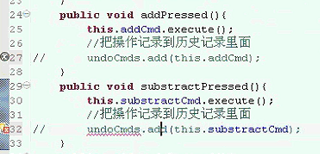 24 public void addPressed(){
25 this.addCmd.execute();
26 //把操作记录到历史记录里面
27 // undoCmds.add(this.addCmd);
28 }
29 public void substractPressed(){
30 this.substractCmd.execute();
31 //把操作记录到历史记录里面
32 // undoCmds.add(this.substractCmd);
33 }